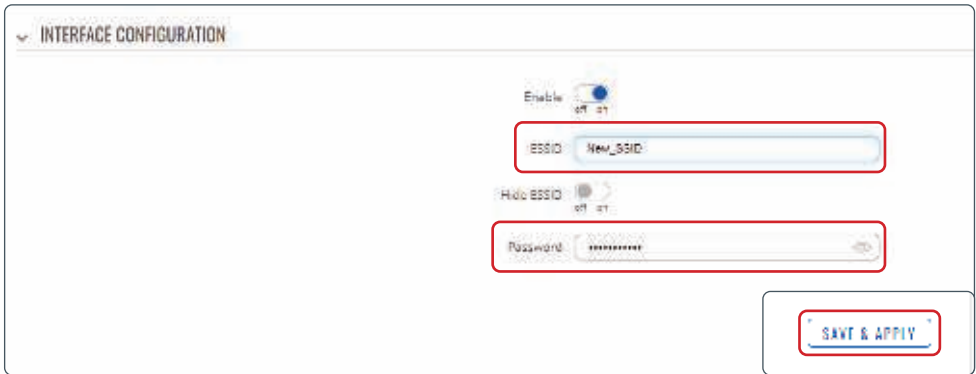 INTERFACE CONFIGURATION
Enable
off on
ESSID New_SSID
Hide ESSID
off on
Password •••••••••••
SAVE & APPLY